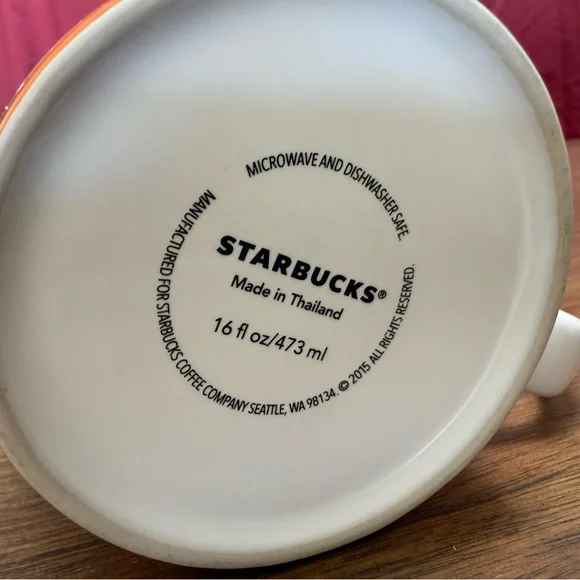 MICROWAVE AND DISHWASHER SAFE.
STARBUCKS®
Made in Thailand
16 fl oz/473 ml
MANUFACTURED FOR STARBUCKS COFFEE COMPANY SEATTLE, WA 98134. © 2015 ALL RIGHTS RESERVED.